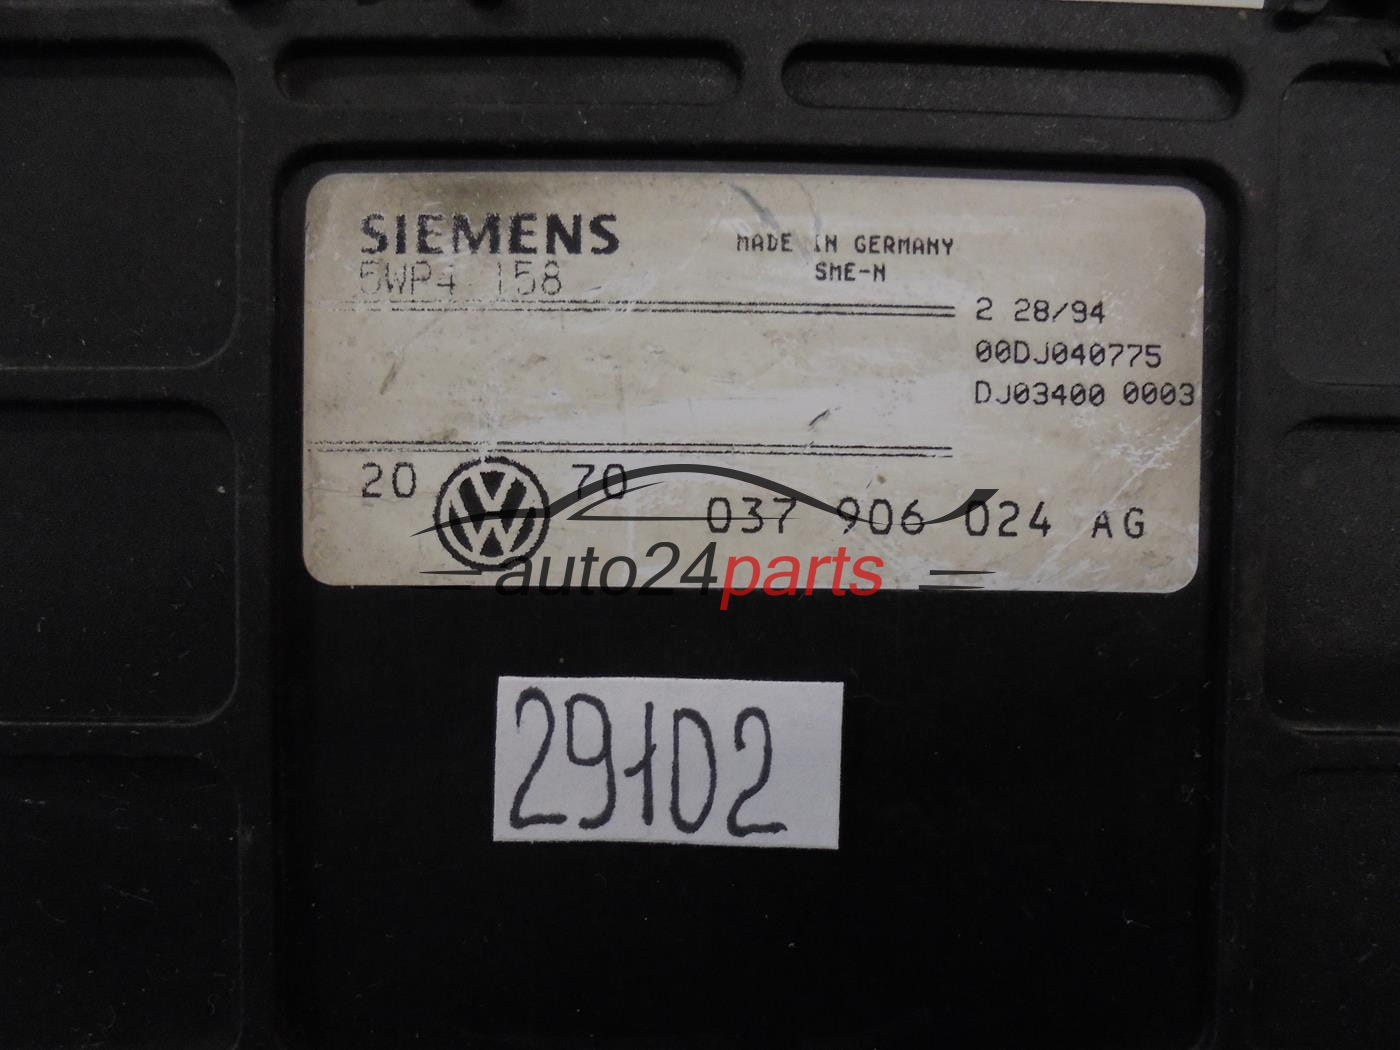 SIEMENS
5WP4 158
MADE IN GERMANY
SME-N
2 28/94
00DJ040775
DJ03400 0003
20 70
037 906 024 AG
auto24parts
29102